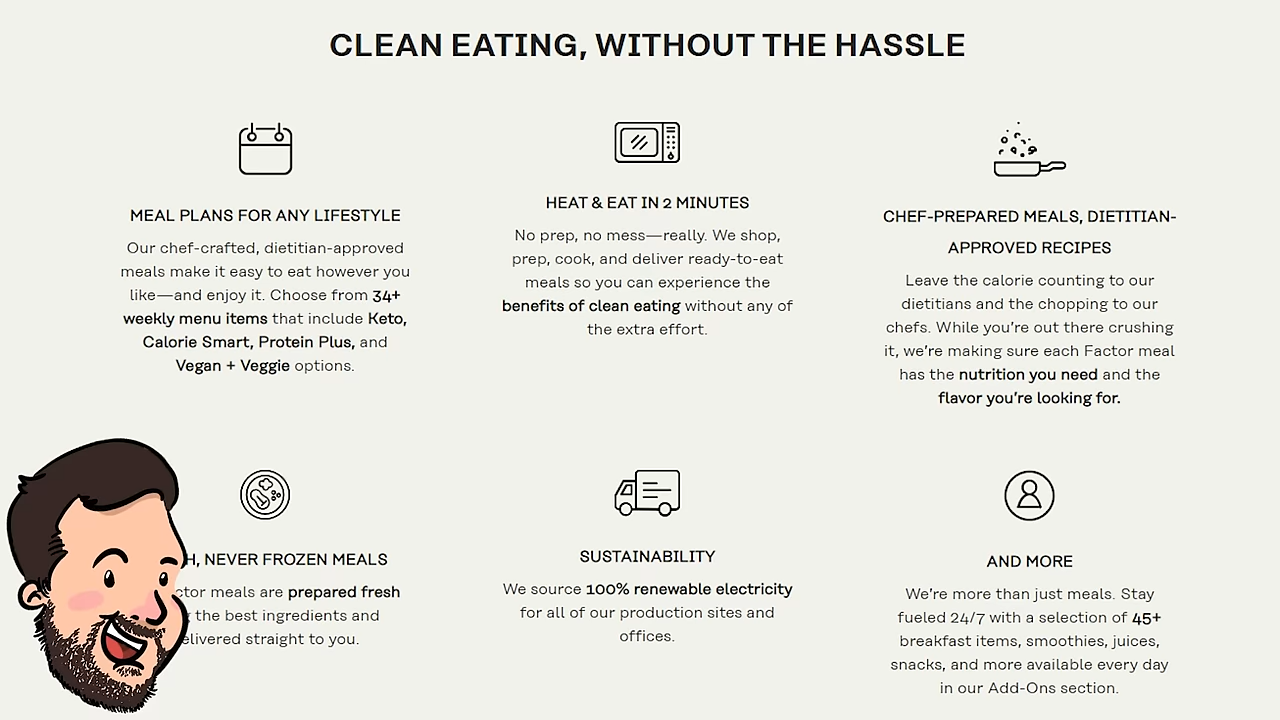 CLEAN EATING, WITHOUT THE HASSLE
MEAL PLANS FOR ANY LIFESTYLE
Our chef-crafted, dietitian-approved
meals make it easy to eat however you
like—and enjoy it. Choose from 34+
weekly menu items that include Keto,
Calorie Smart, Protein Plus, and
Vegan + Veggie options.
HEAT & EAT IN 2 MINUTES
No prep, no mess—really. We shop,
prep, cook, and deliver ready-to-eat
meals so you can experience the
benefits of clean eating without any of
the extra effort.
CHEF-PREPARED MEALS, DIETITIAN-
APPROVED RECIPES
Leave the calorie counting to our
dietitians and the chopping to our
chefs. While you're out there crushing
it, we're making sure each Factor meal
has the nutrition you need and the
flavor you're looking for.
NEVER FROZEN MEALS
meals are prepared fresh
the best ingredients and
straight to you.
SUSTAINABILITY
We source 100% renewable electricity
for all of our production sites and
offices.
AND MORE
We're more than just meals. Stay
fueled 24/7 with a selection of 45+
breakfast items, smoothies, juices,
snacks, and more available every day
in our Add-Ons section.